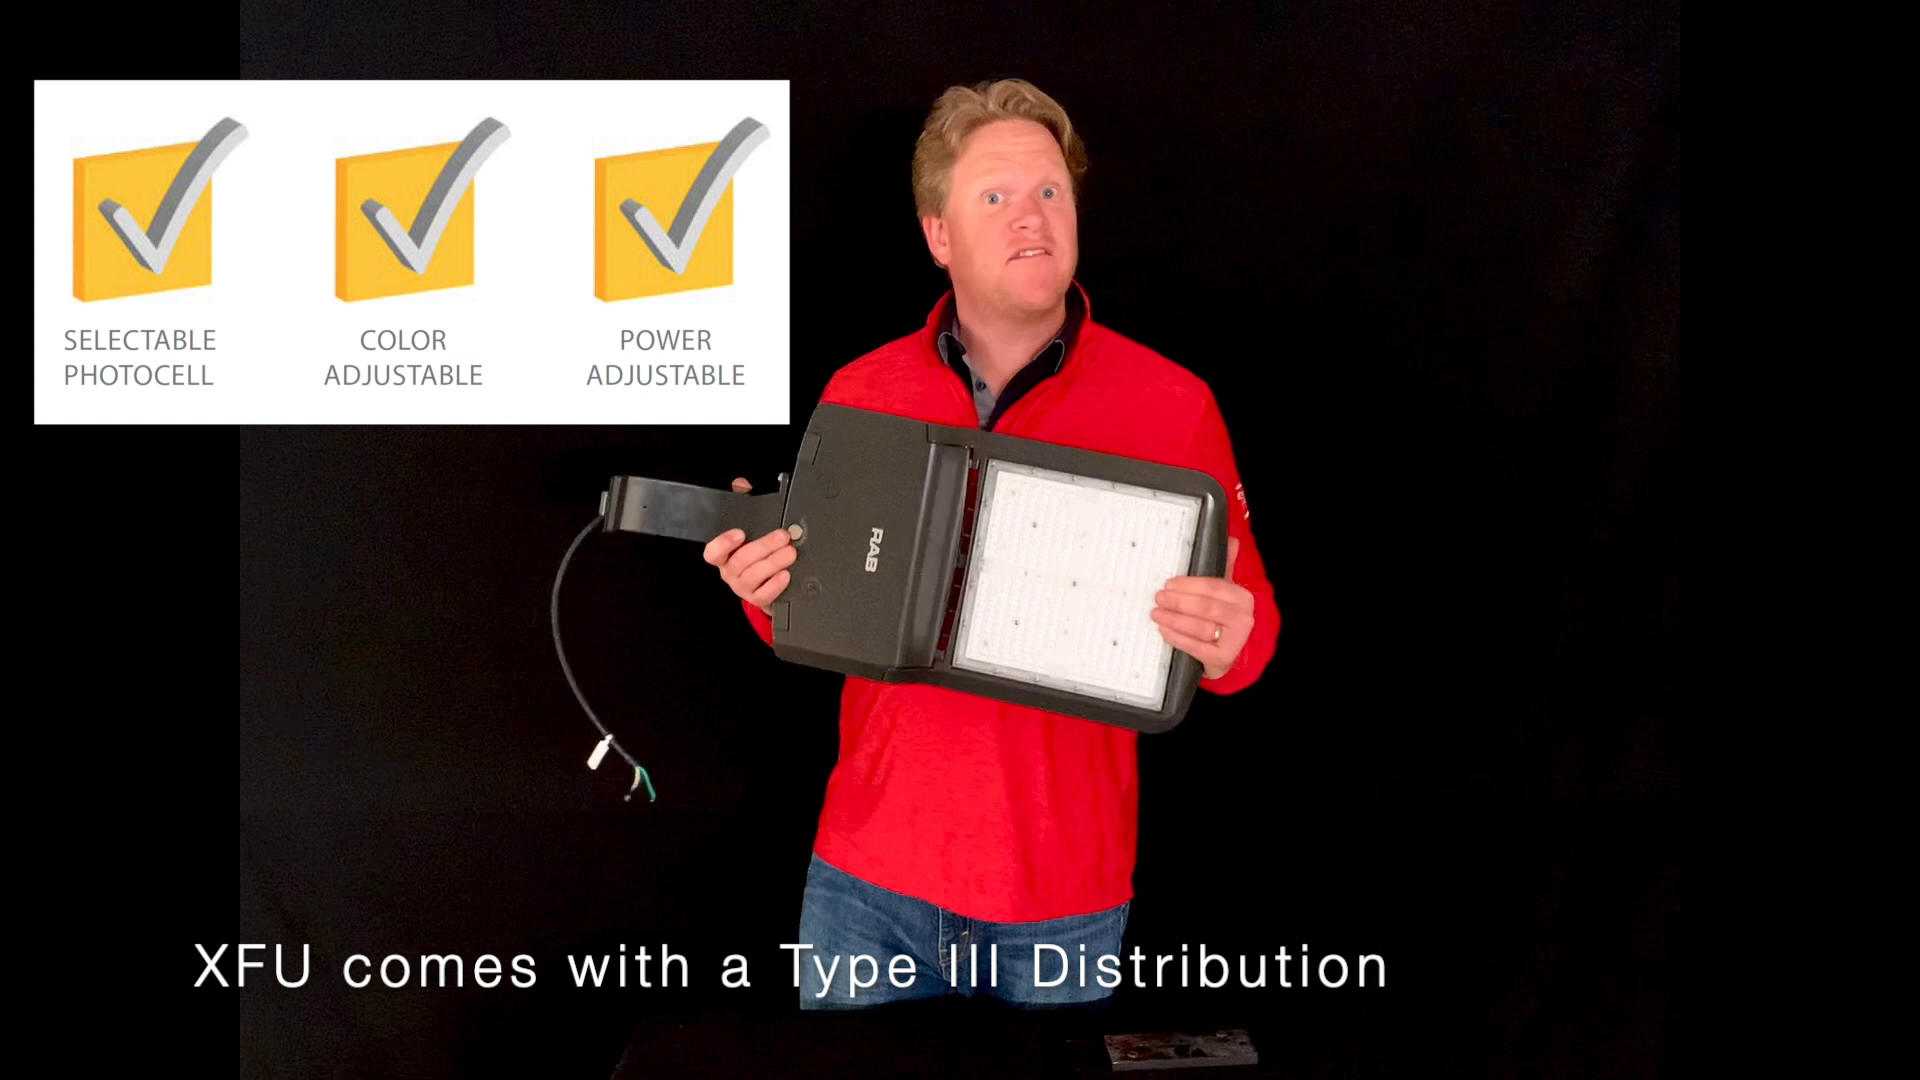 SELECTABLE
PHOTOCELL
COLOR
ADJUSTABLE
POWER
ADJUSTABLE
RAB
XFU comes with a Type III Distribution